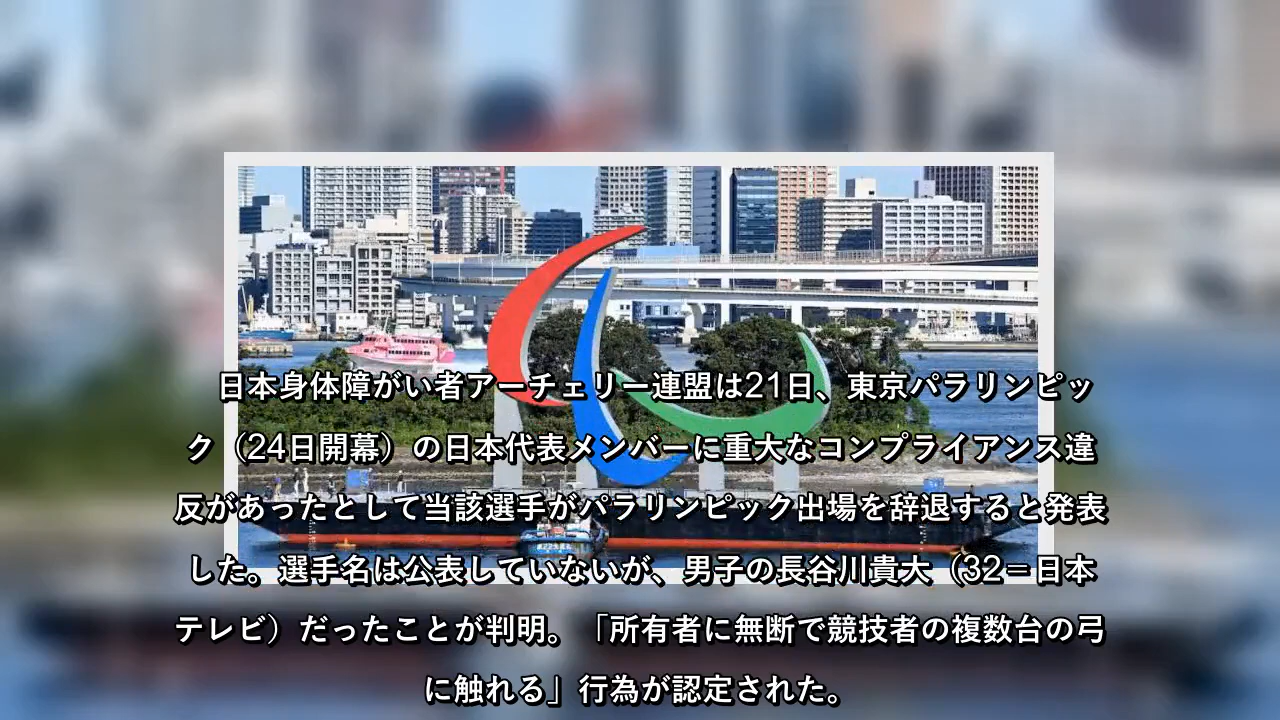 日本身体障がい者アーチェリー連盟は21日、東京パラリンピッ
ク（24日開幕）の日本代表メンバーに重大なコンプライアンス違
反があったとして当該選手がパラリンピック出場を辞退すると発表
した。選手名は公表していないが、男子の長谷川貴大（32＝日本
テレビ）だったことが判明。「所有者に無断で競技者の複数台の弓
に触れる」行為が認定された。